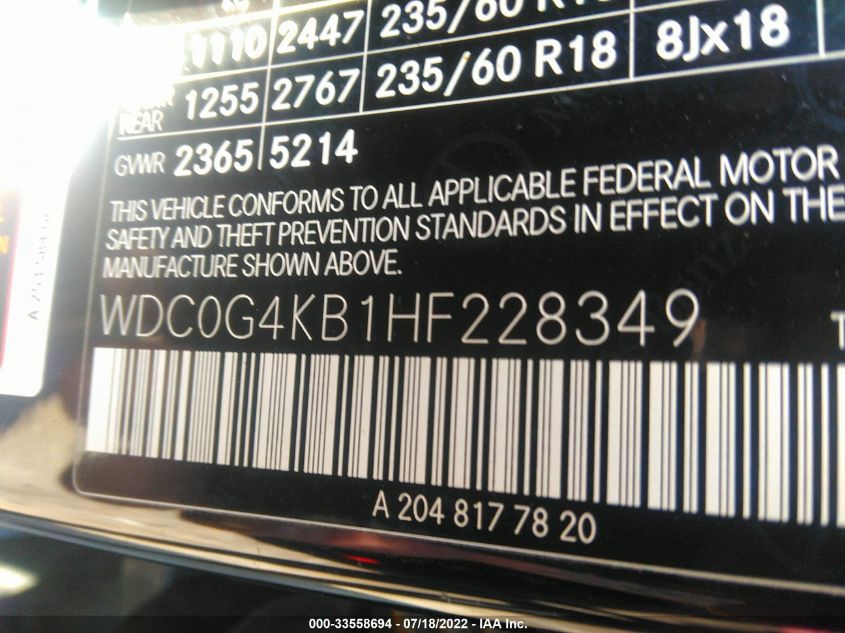 1110 2447 235/60 R18
REAR 1255 2767 235/60 R18 8Jx18
GVWR 2365 5214
THIS VEHICLE CONFORMS TO ALL APPLICABLE FEDERAL MOTOR
SAFETY AND THEFT PREVENTION STANDARDS IN EFFECT ON THE
MANUFACTURE SHOWN ABOVE.
WDC0G4KB1HF228349
A 204 817 78 20
000-33558694 - 07/18/2022 - IAA Inc.